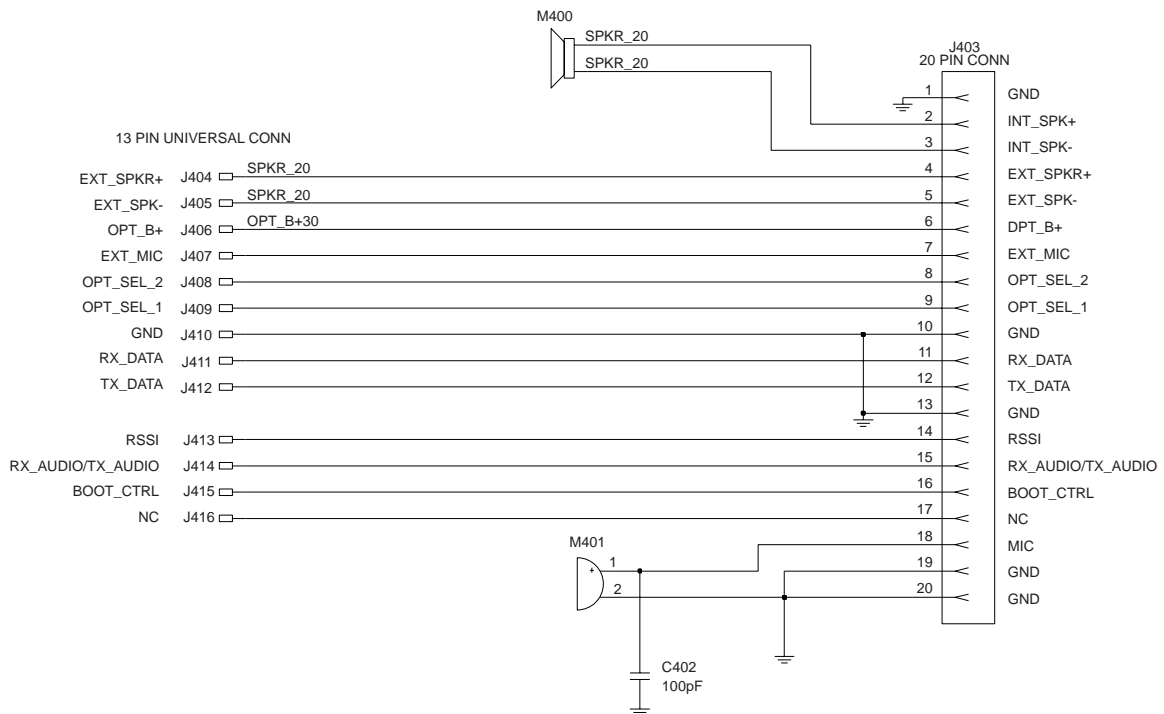 M400
SPKR_20
SPKR_20
J403
20 PIN CONN
1 GND
2 INT_SPK+
3 INT_SPK-
13 PIN UNIVERSAL CONN
EXT_SPKR+ J404 SPKR_20 4 EXT_SPKR+
EXT_SPK- J405 SPKR_20 5 EXT_SPK-
OPT_B+ J406 OPT_B+30 6 DPT_B+
EXT_MIC J407 7 EXT_MIC
OPT_SEL_2 J408 8 OPT_SEL_2
OPT_SEL_1 J409 9 OPT_SEL_1
GND J410 10 GND
RX_DATA J411 11 RX_DATA
TX_DATA J412 12 TX_DATA
13 GND
RSSI J413 14 RSSI
RX_AUDIO/TX_AUDIO J414 15 RX_AUDIO/TX_AUDIO
BOOT_CTRL J415 16 BOOT_CTRL
NC J416 17 NC
M401
18 MIC
+ 1 19 GND
2 20 GND
C402
100pF